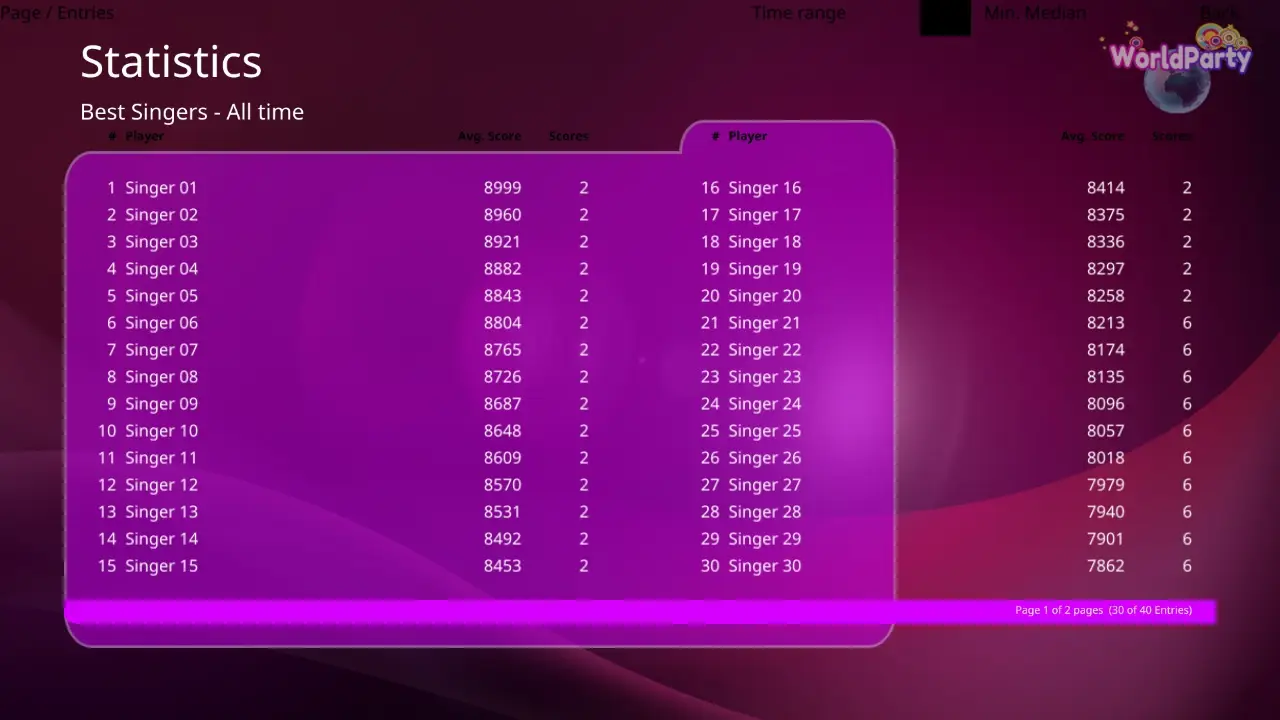 Page / Entries Time range Min. Median Back
WorldParty
Statistics
Best Singers - All time
# Player Avg. Score Scores # Player Avg. Score Scores
1 Singer 01 8999 2 16 Singer 16 8414 2
2 Singer 02 8960 2 17 Singer 17 8375 2
3 Singer 03 8921 2 18 Singer 18 8336 2
4 Singer 04 8882 2 19 Singer 19 8297 2
5 Singer 05 8843 2 20 Singer 20 8258 2
6 Singer 06 8804 2 21 Singer 21 8213 6
7 Singer 07 8765 2 22 Singer 22 8174 6
8 Singer 08 8726 2 23 Singer 23 8135 6
9 Singer 09 8687 2 24 Singer 24 8096 6
10 Singer 10 8648 2 25 Singer 25 8057 6
11 Singer 11 8609 2 26 Singer 26 8018 6
12 Singer 12 8570 2 27 Singer 27 7979 6
13 Singer 13 8531 2 28 Singer 28 7940 6
14 Singer 14 8492 2 29 Singer 29 7901 6
15 Singer 15 8453 2 30 Singer 30 7862 6
Page 1 of 2 pages (30 of 40 Entries)